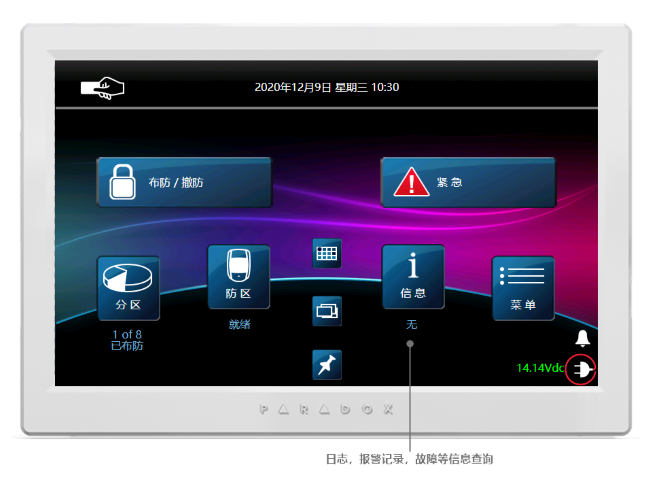 2020年12月9日 星期三 10:30
布防 / 撤防
紧急
分区
防区
信息
菜单
1 of 8
已布防
就绪
无
14.14Vdc
PARADOX
日志，报警记录，故障等信息查询